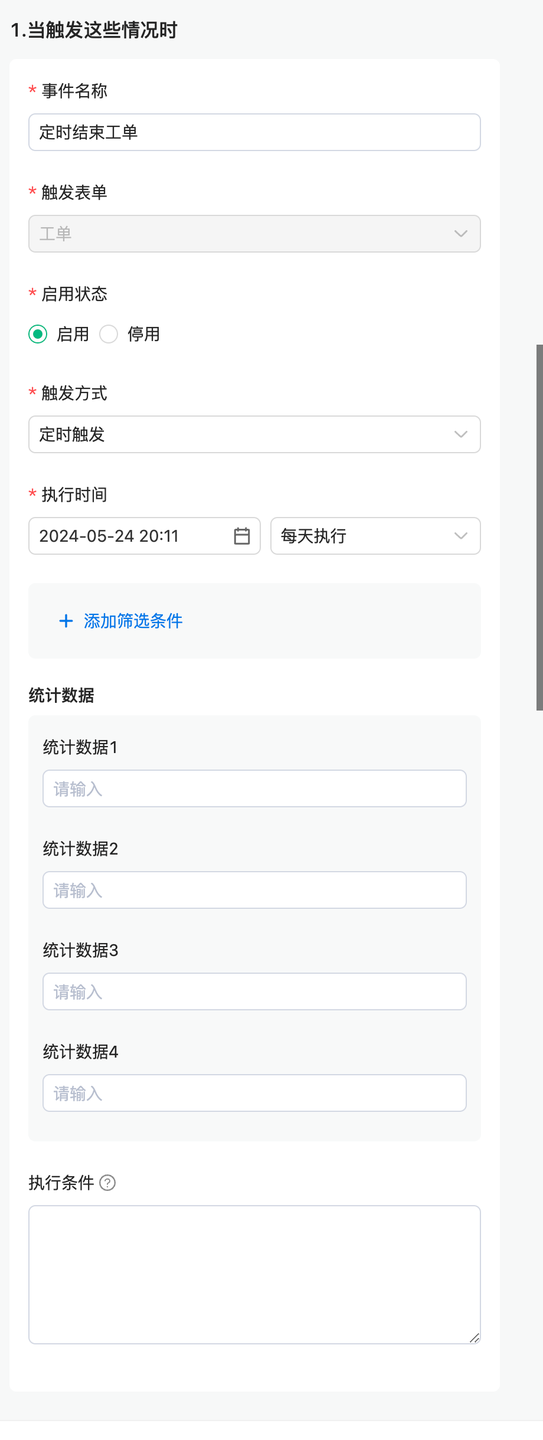 1.当触发这些情况时
* 事件名称
定时结束工单
* 触发表单
工单
* 启用状态
启用 停用
* 触发方式
定时触发
* 执行时间
2024-05-24 20:11 每天执行
+ 添加筛选条件
统计数据
统计数据1
请输入
统计数据2
请输入
统计数据3
请输入
统计数据4
请输入
执行条件 ?